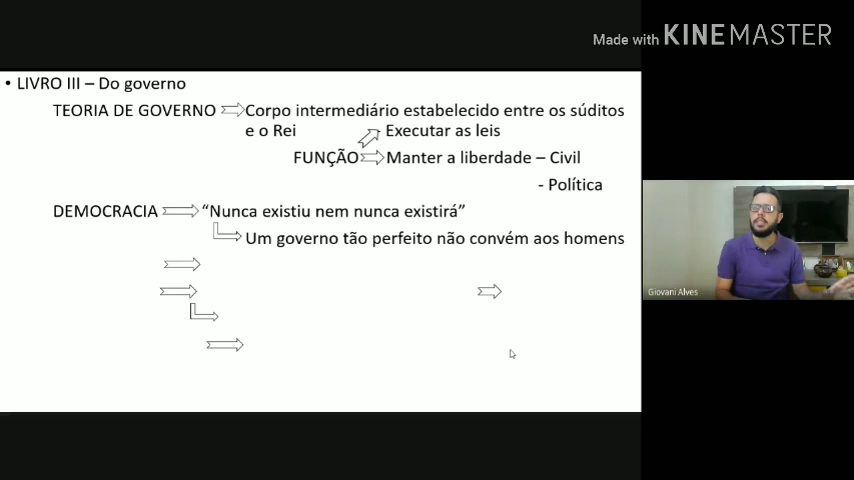 Made with KINEMASTER
• LIVRO III – Do governo
TEORIA DE GOVERNO Corpo intermediário estabelecido entre os súditos
e o Rei Executar as leis
FUNÇÃO Manter a liberdade – Civil
- Política
DEMOCRACIA “Nunca existiu nem nunca existirá”
Um governo tão perfeito não convém aos homens
Giovani Alves